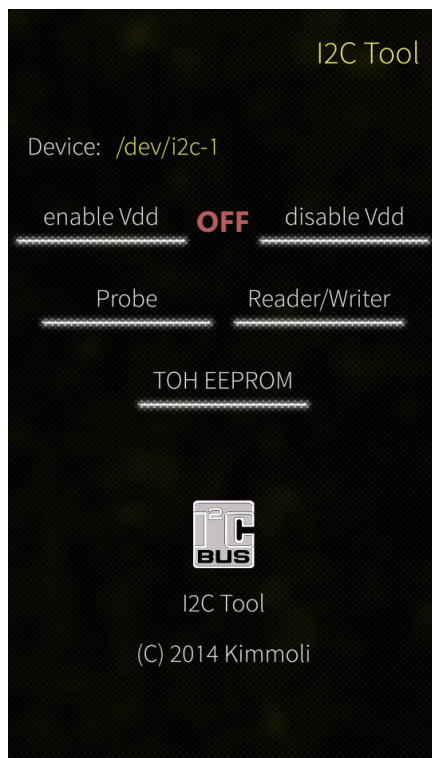 I2C Tool
Device: /dev/i2c-1
enable Vdd OFF disable Vdd
Probe Reader/Writer
TOH EEPROM
I²C
BUS
I2C Tool
(C) 2014 Kimmoli